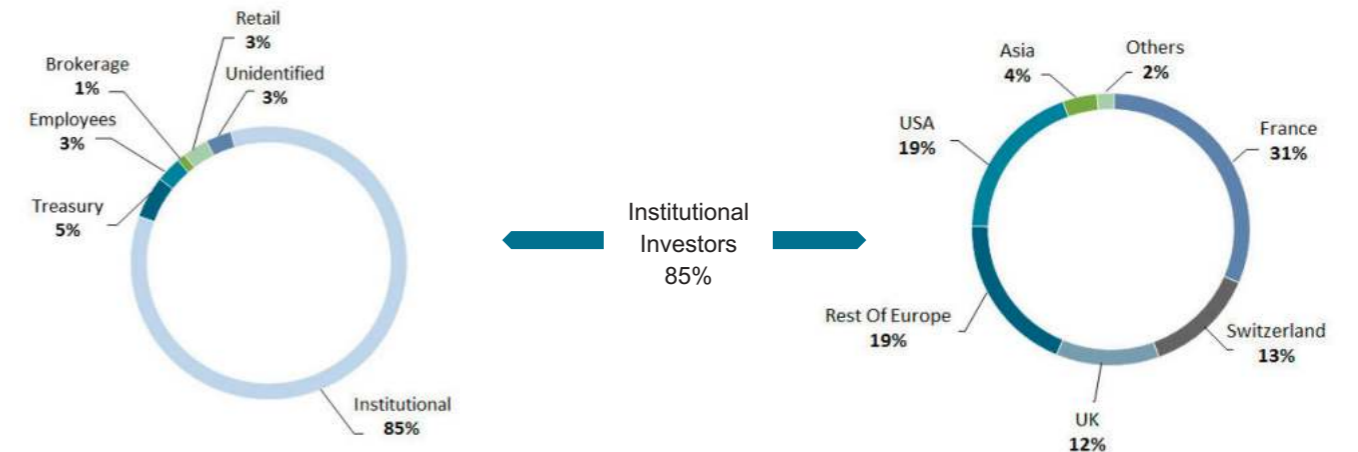 Retail
3%
Brokerage
1%
Unidentified
3%
Employees
3%
Treasury
5%
Institutional
85%
Institutional
Investors
85%
Asia
4%
Others
2%
USA
19%
France
31%
Rest Of Europe
19%
Switzerland
13%
UK
12%